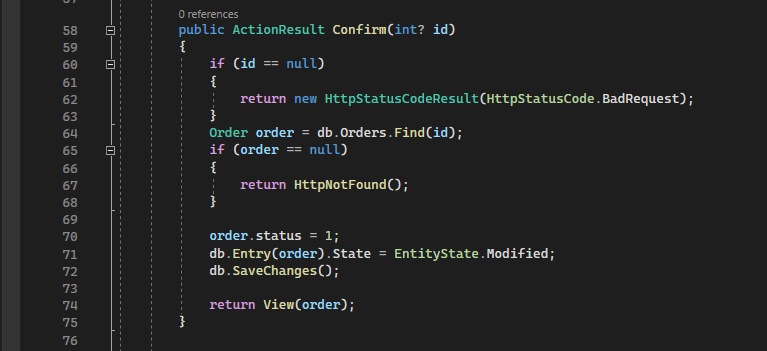 57
0 references
58 public ActionResult Confirm(int? id)
59 {
60 if (id == null)
61 {
62 return new HttpStatusCodeResult(HttpStatusCode.BadRequest);
63 }
64 Order order = db.Orders.Find(id);
65 if (order == null)
66 {
67 return HttpNotFound();
68 }
69
70 order.status = 1;
71 db.Entry(order).State = EntityState.Modified;
72 db.SaveChanges();
73
74 return View(order);
75 }
76